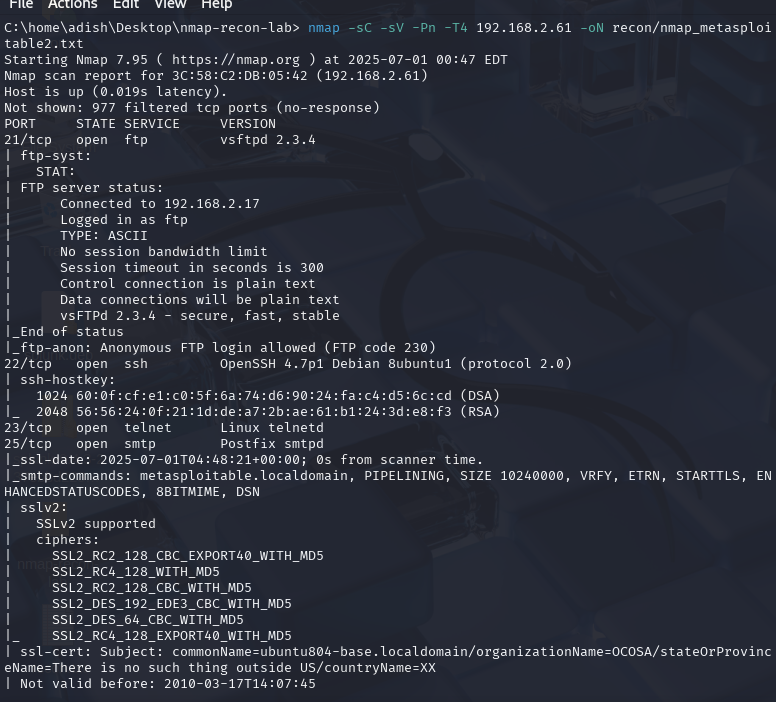 File Actions Edit View Help
C:\home\adish\Desktop\nmap-recon-lab> nmap -sC -sV -Pn -T4 192.168.2.61 -oN recon/nmap_metasploi
table2.txt
Starting Nmap 7.95 ( https://nmap.org ) at 2025-07-01 00:47 EDT
Nmap scan report for 3C:58:C2:DB:05:42 (192.168.2.61)
Host is up (0.019s latency).
Not shown: 977 filtered tcp ports (no-response)
PORT     STATE SERVICE     VERSION
21/tcp   open  ftp         vsftpd 2.3.4
| ftp-syst:
|   STAT:
| FTP server status:
|      Connected to 192.168.2.17
|      Logged in as ftp
|      TYPE: ASCII
|      No session bandwidth limit
|      Session timeout in seconds is 300
|      Control connection is plain text
|      Data connections will be plain text
|      vsFTPd 2.3.4 - secure, fast, stable
|_End of status
|_ftp-anon: Anonymous FTP login allowed (FTP code 230)
22/tcp   open  ssh         OpenSSH 4.7p1 Debian 8ubuntu1 (protocol 2.0)
| ssh-hostkey:
|   1024 60:0f:cf:e1:c0:5f:6a:74:d6:90:24:fa:c4:d5:6c:cd (DSA)
|_  2048 56:56:24:0f:21:1d:de:a7:2b:ae:61:b1:24:3d:e8:f3 (RSA)
23/tcp   open  telnet      Linux telnetd
25/tcp   open  smtp        Postfix smtpd
|_ssl-date: 2025-07-01T04:48:21+00:00; 0s from scanner time.
|_smtp-commands: metasploitable.localdomain, PIPELINING, SIZE 10240000, VRFY, ETRN, STARTTLS, EN
HANCEDSTATUSCODES, 8BITMIME, DSN
| sslv2:
|   SSLv2 supported
|   ciphers:
|     SSL2_RC2_128_CBC_EXPORT40_WITH_MD5
|     SSL2_RC4_128_WITH_MD5
|     SSL2_RC2_128_CBC_WITH_MD5
|     SSL2_DES_192_EDE3_CBC_WITH_MD5
|     SSL2_DES_64_CBC_WITH_MD5
|_    SSL2_RC4_128_EXPORT40_WITH_MD5
| ssl-cert: Subject: commonName=ubuntu804-base.localdomain/organizationName=OCOSA/stateOrProvinc
eName=There is no such thing outside US/countryName=XX
| Not valid before: 2010-03-17T14:07:45